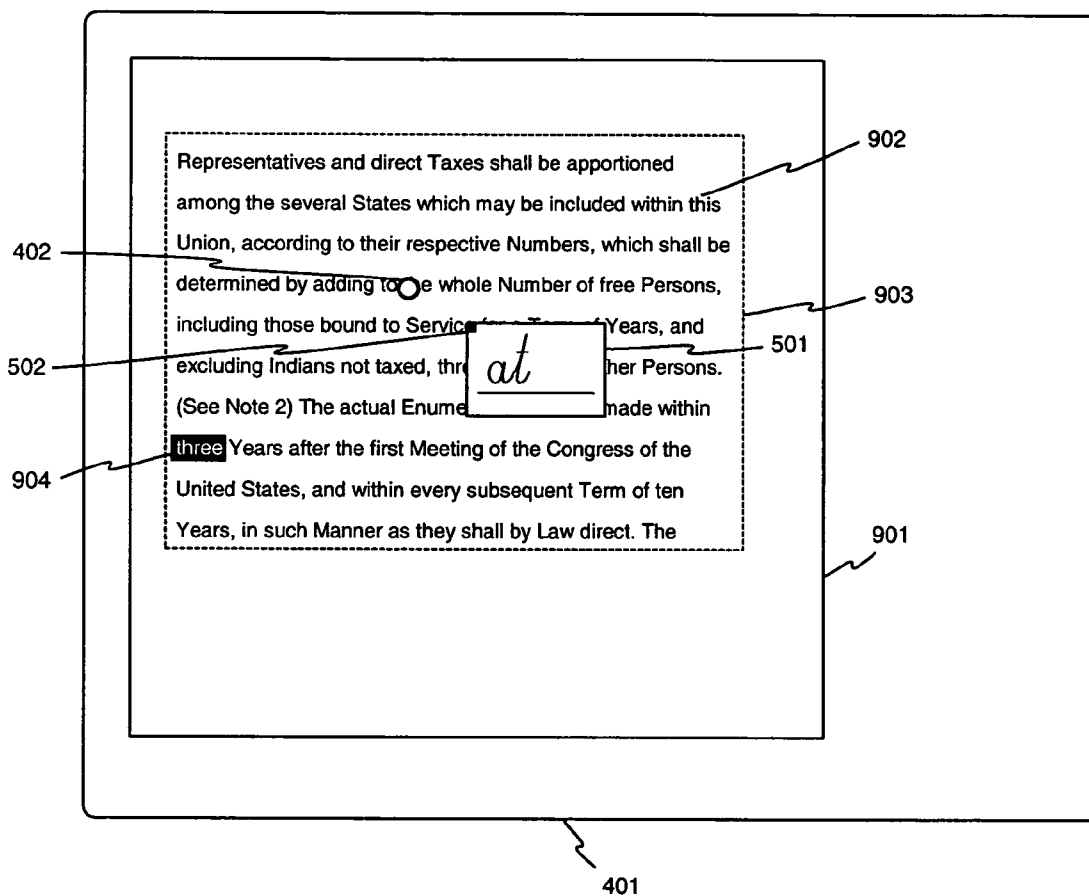 Representatives and direct Taxes shall be apportioned
902
among the several States which may be included within this
402
Union, according to their respective Numbers, which shall be
determined by adding to e whole Number of free Persons,
903
including those bound to Service Years, and
501
502
excluding Indians not taxed, her Persons.
at
(See Note 2) The actual made within
three Years after the first Meeting of the Congress of the
904
United States, and within every subsequent Term of ten
Years, in such Manner as they shall by Law direct. The
901
401